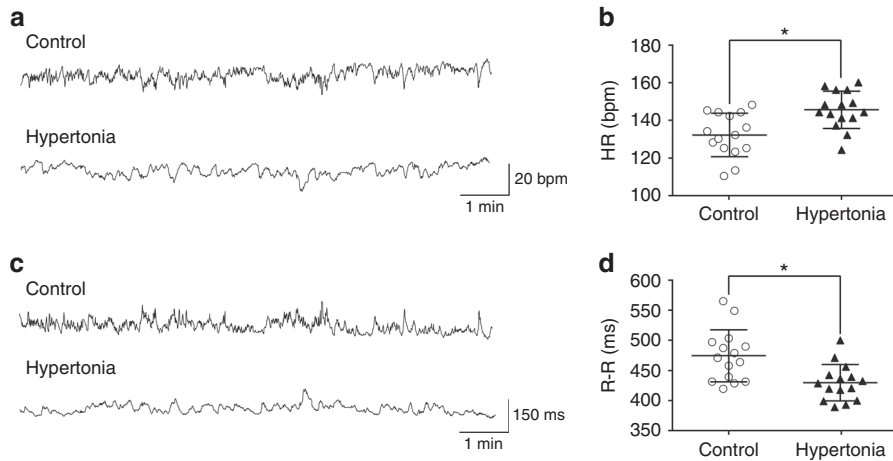 a
Control
Hypertonia
20 bpm
1 min
b
HR (bpm)
180
160
140
120
100
*
Control
Hypertonia
c
Control
Hypertonia
150 ms
1 min
d
R-R (ms)
600
550
500
450
400
350
*
Control
Hypertonia